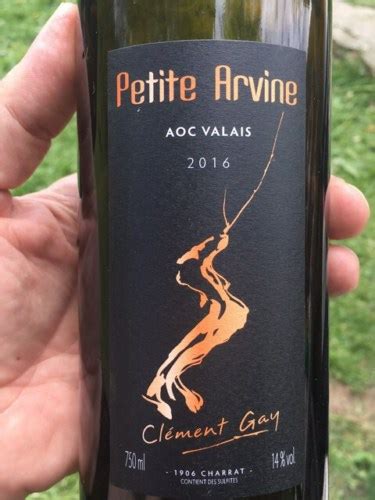 Petite Arvine
AOC VALAIS
2016
Clément Gay
750 ml
- 1906 CHARRAT -
CONTIENT DES SULFITES
14 % vol.